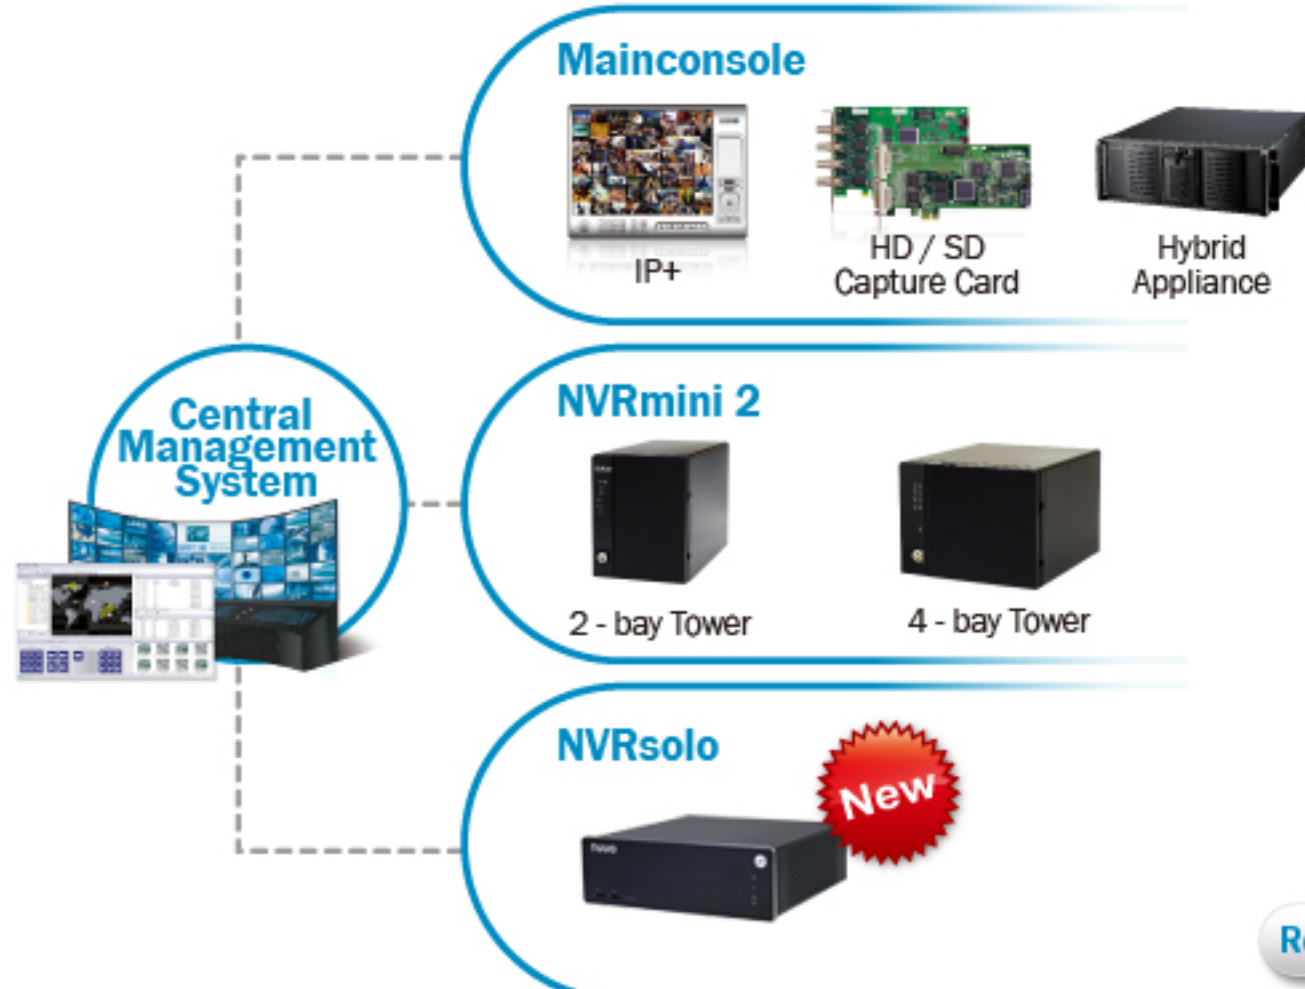 Mainconsole
IP+
HD / SD
Capture Card
Hybrid
Appliance
Central
Management
System
NVRmini 2
2 - bay Tower
4 - bay Tower
NVRsolo
New
nuuo